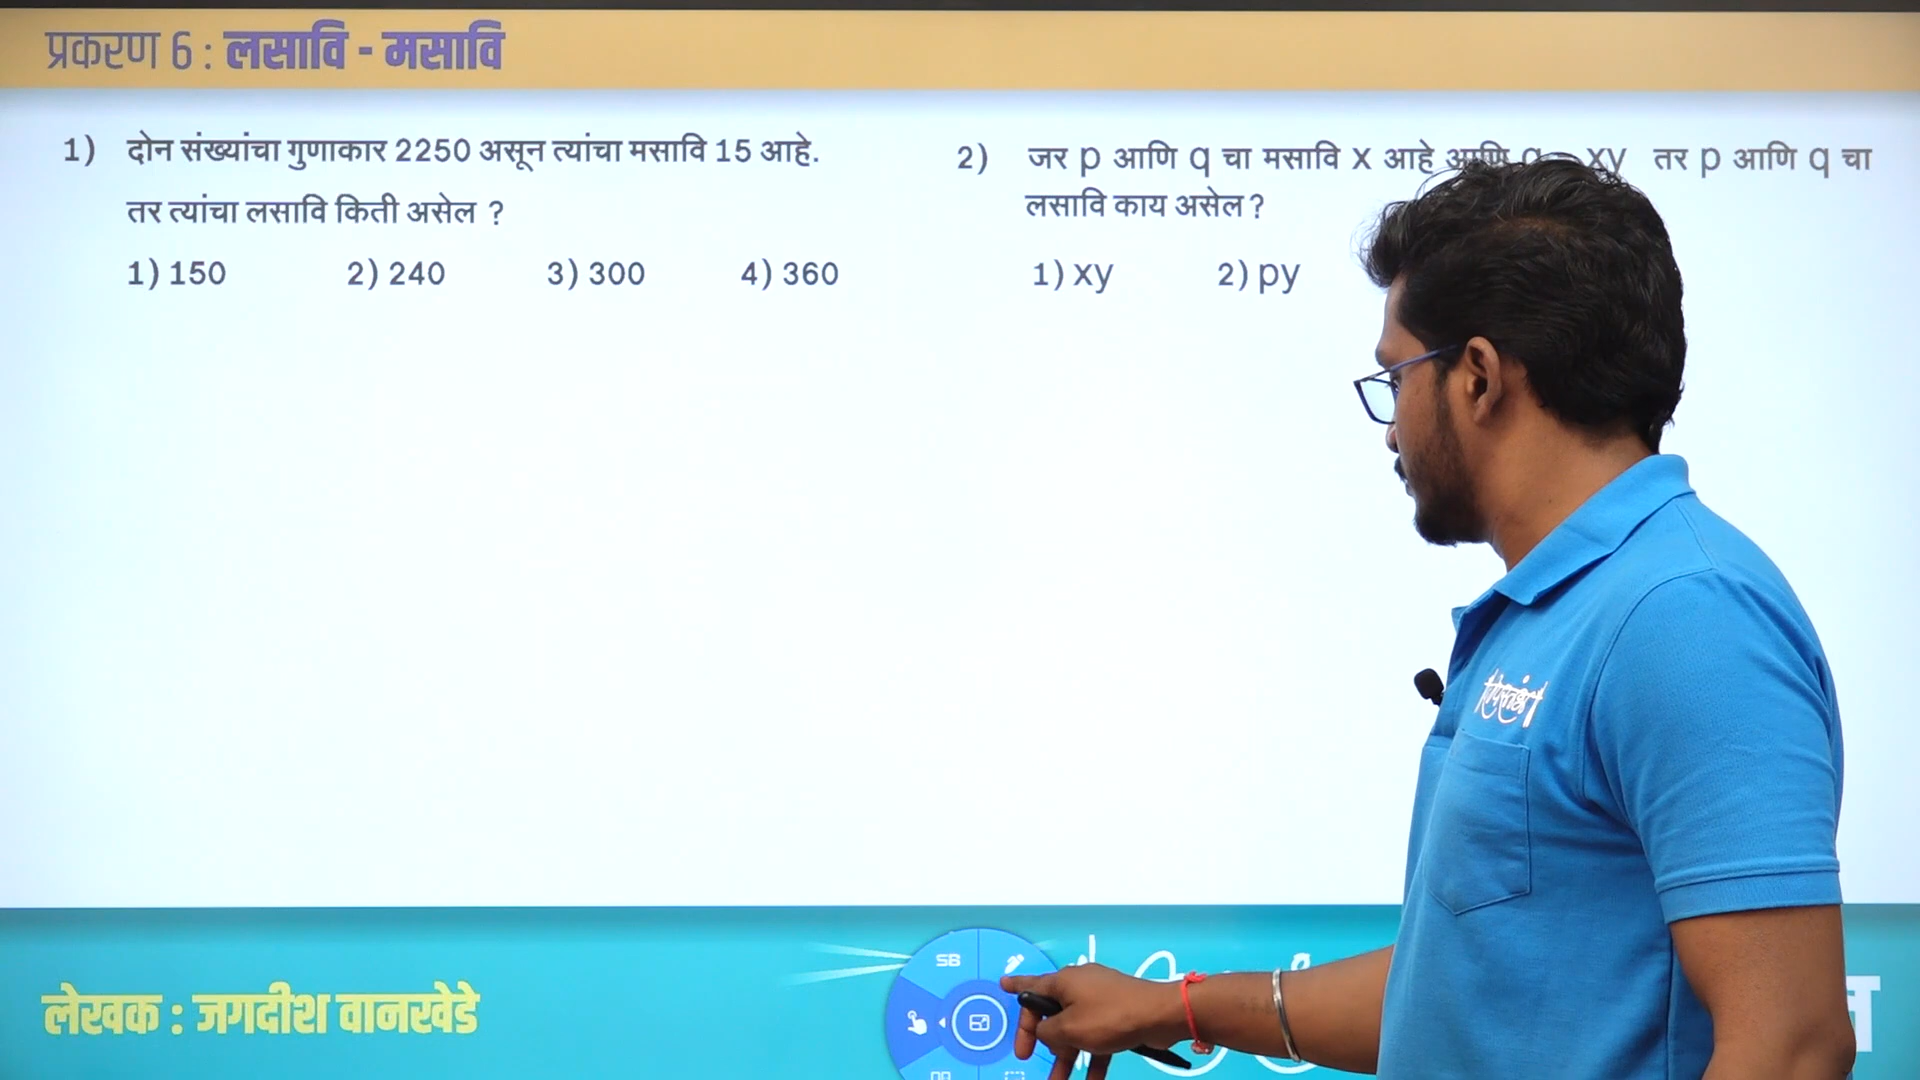 प्रकरण 6 : लसावि - मसावि
1) दोन संख्यांचा गुणाकार 2250 असून त्यांचा मसावि 15 आहे.
तर त्यांचा लसावि किती असेल ?
1) 150 2) 240 3) 300 4) 360
2) जर p आणि q चा मसावि x आहे आणि xy तर p आणि q चा
लसावि काय असेल ?
1) xy 2) py
SB
लेखक : जगदीश वानखेडे